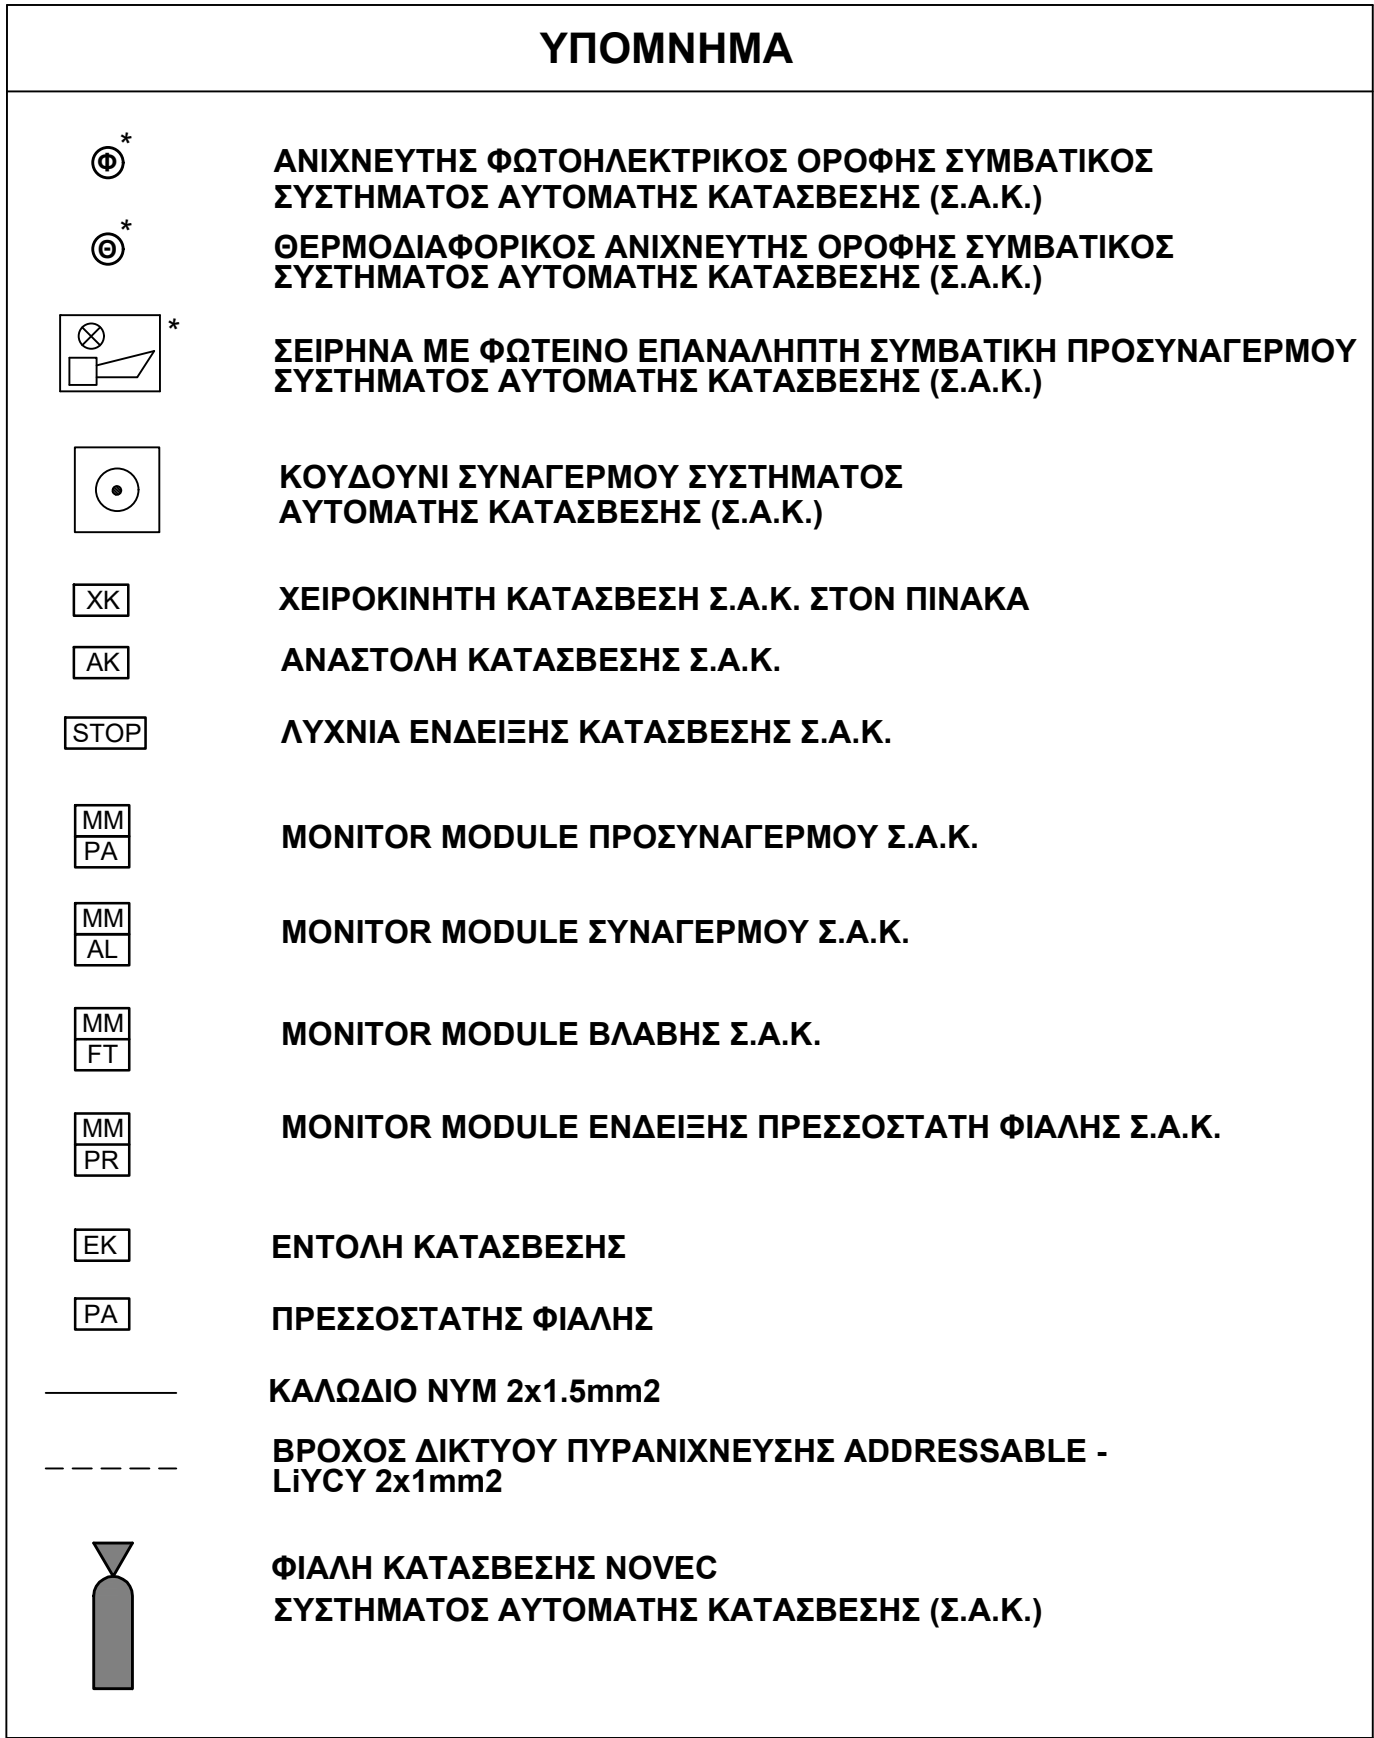 ΥΠΟΜΝΗΜΑ
Φ*
ΑΝΙΧΝΕΥΤΗΣ ΦΩΤΟΗΛΕΚΤΡΙΚΟΣ ΟΡΟΦΗΣ ΣΥΜΒΑΤΙΚΟΣ
ΣΥΣΤΗΜΑΤΟΣ ΑΥΤΟΜΑΤΗΣ ΚΑΤΑΣΒΕΣΗΣ (Σ.Α.Κ.)
Θ*
ΘΕΡΜΟΔΙΑΦΟΡΙΚΟΣ ΑΝΙΧΝΕΥΤΗΣ ΟΡΟΦΗΣ ΣΥΜΒΑΤΙΚΟΣ
ΣΥΣΤΗΜΑΤΟΣ ΑΥΤΟΜΑΤΗΣ ΚΑΤΑΣΒΕΣΗΣ (Σ.Α.Κ.)
*
ΣΕΙΡΗΝΑ ΜΕ ΦΩΤΕΙΝΟ ΕΠΑΝΑΛΗΠΤΗ ΣΥΜΒΑΤΙΚΗ ΠΡΟΣΥΝΑΓΕΡΜΟΥ
ΣΥΣΤΗΜΑΤΟΣ ΑΥΤΟΜΑΤΗΣ ΚΑΤΑΣΒΕΣΗΣ (Σ.Α.Κ.)
ΚΟΥΔΟΥΝΙ ΣΥΝΑΓΕΡΜΟΥ ΣΥΣΤΗΜΑΤΟΣ
ΑΥΤΟΜΑΤΗΣ ΚΑΤΑΣΒΕΣΗΣ (Σ.Α.Κ.)
ΧΚ
ΧΕΙΡΟΚΙΝΗΤΗ ΚΑΤΑΣΒΕΣΗ Σ.Α.Κ. ΣΤΟΝ ΠΙΝΑΚΑ
ΑΚ
ΑΝΑΣΤΟΛΗ ΚΑΤΑΣΒΕΣΗΣ Σ.Α.Κ.
STOP
ΛΥΧΝΙΑ ΕΝΔΕΙΞΗΣ ΚΑΤΑΣΒΕΣΗΣ Σ.Α.Κ.
MM
PA
MONITOR MODULE ΠΡΟΣΥΝΑΓΕΡΜΟΥ Σ.Α.Κ.
MM
AL
MONITOR MODULE ΣΥΝΑΓΕΡΜΟΥ Σ.Α.Κ.
MM
FT
MONITOR MODULE ΒΛΑΒΗΣ Σ.Α.Κ.
MM
PR
MONITOR MODULE ΕΝΔΕΙΞΗΣ ΠΡΕΣΣΟΣΤΑΤΗ ΦΙΑΛΗΣ Σ.Α.Κ.
ΕΚ
ΕΝΤΟΛΗ ΚΑΤΑΣΒΕΣΗΣ
PA
ΠΡΕΣΣΟΣΤΑΤΗΣ ΦΙΑΛΗΣ
ΚΑΛΩΔΙΟ NYM 2x1.5mm2
ΒΡΟΧΟΣ ΔΙΚΤΥΟΥ ΠΥΡΑΝΙΧΝΕΥΣΗΣ ADDRESSABLE -
LiYCY 2x1mm2
ΦΙΑΛΗ ΚΑΤΑΣΒΕΣΗΣ NOVEC
ΣΥΣΤΗΜΑΤΟΣ ΑΥΤΟΜΑΤΗΣ ΚΑΤΑΣΒΕΣΗΣ (Σ.Α.Κ.)